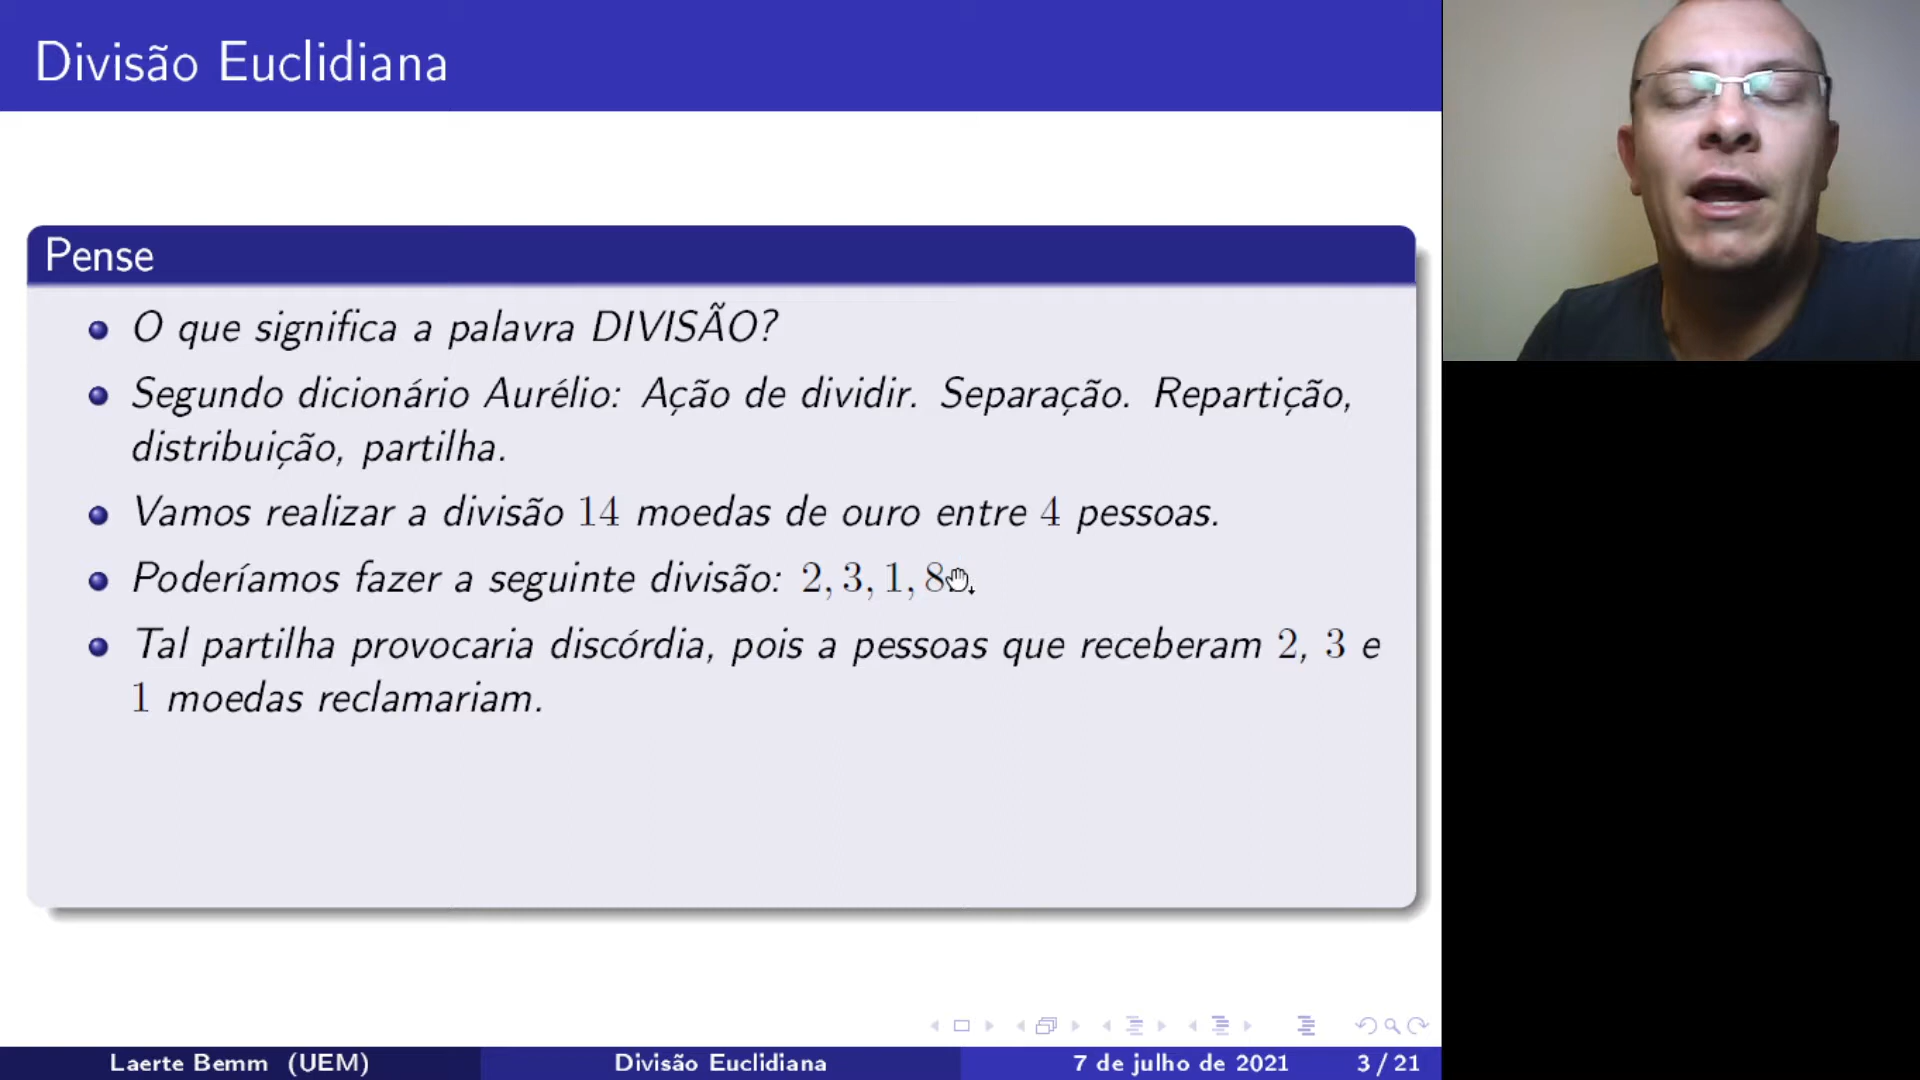 Divisão Euclidiana
Pense
O que significa a palavra DIVISÃO?
Segundo dicionário Aurélio: Ação de dividir. Separação. Repartição,
distribuição, partilha.
Vamos realizar a divisão 14 moedas de ouro entre 4 pessoas.
Poderíamos fazer a seguinte divisão: 2, 3, 1, 8
Tal partilha provocaria discórdia, pois a pessoas que receberam 2, 3 e
1 moedas reclamariam.
Laerte Bemm (UEM) Divisão Euclidiana 7 de julho de 2021 3 / 21